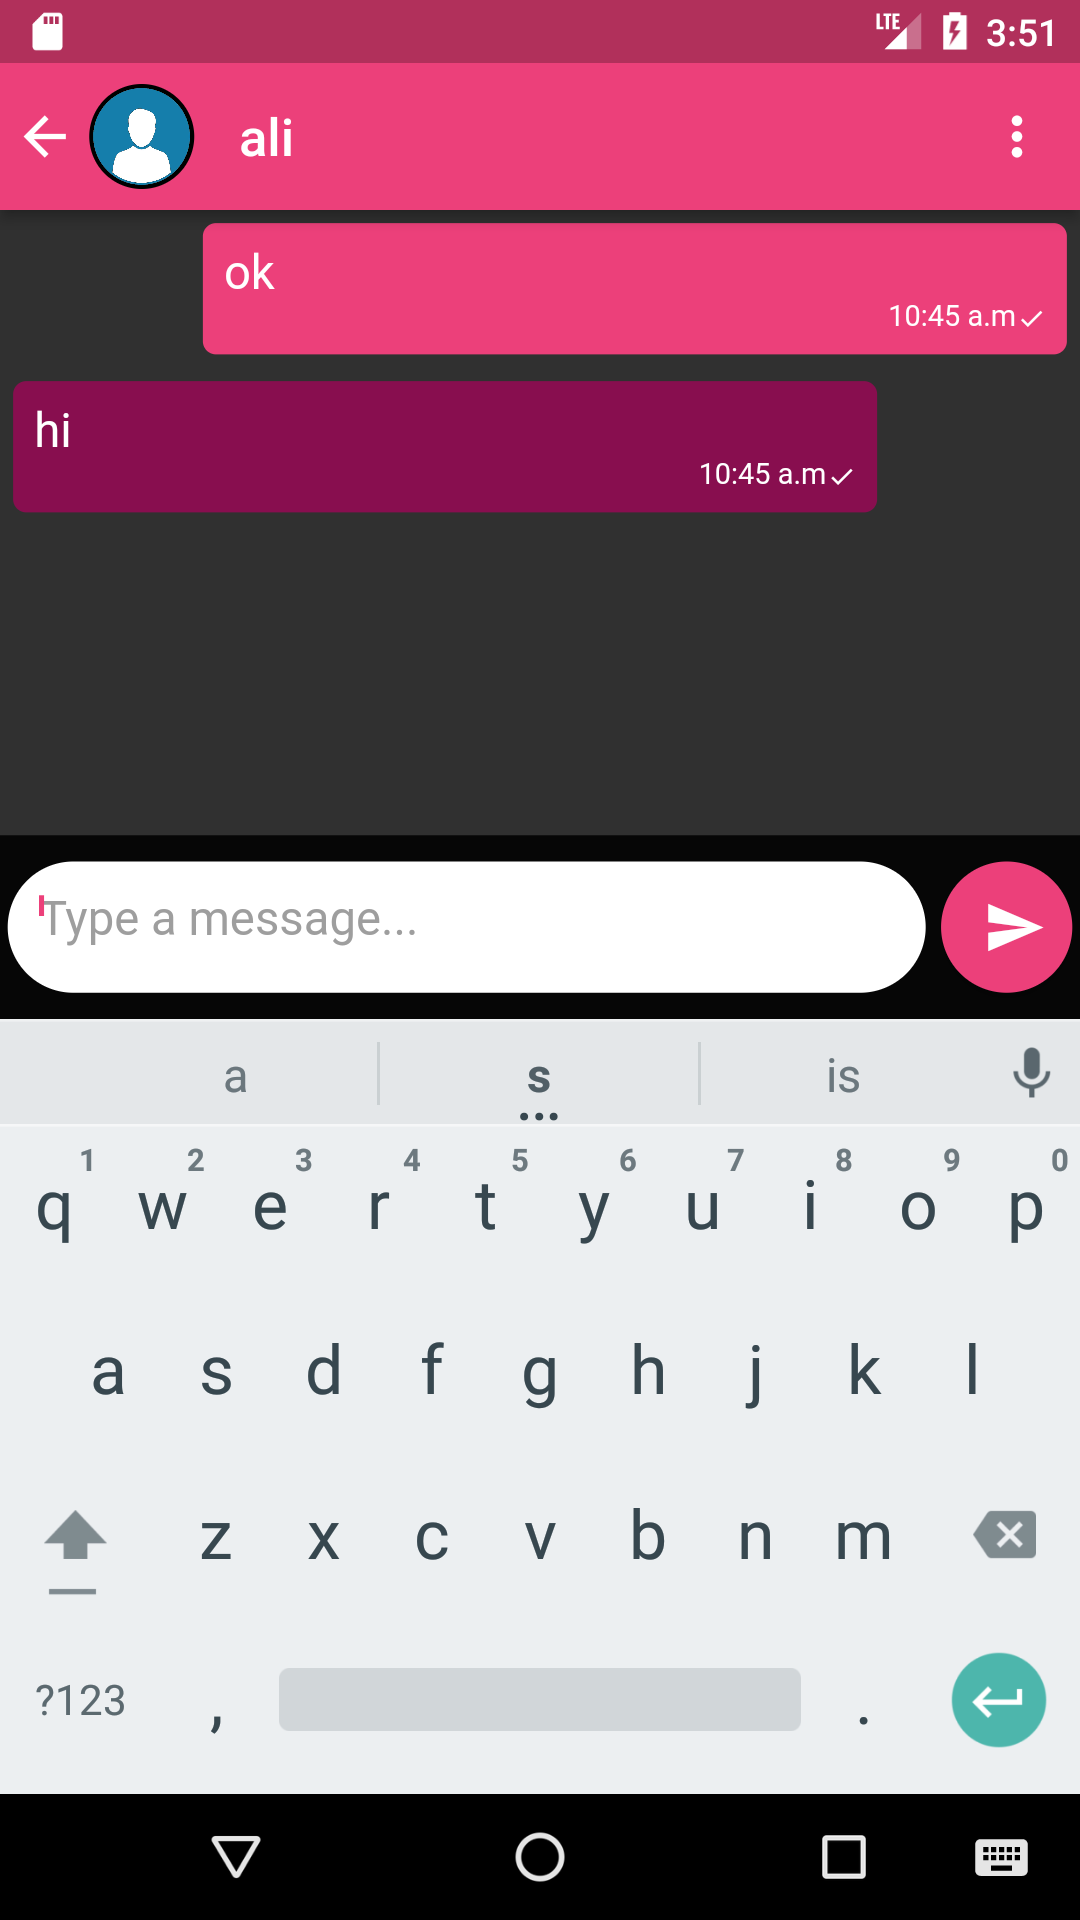 LTE 3:51
ali
ok
10:45 a.m
hi
10:45 a.m
Type a message...
a s is
1 2 3 4 5 6 7 8 9 0
q w e r t y u i o p
a s d f g h j k l
z x c v b n m
?123 , .